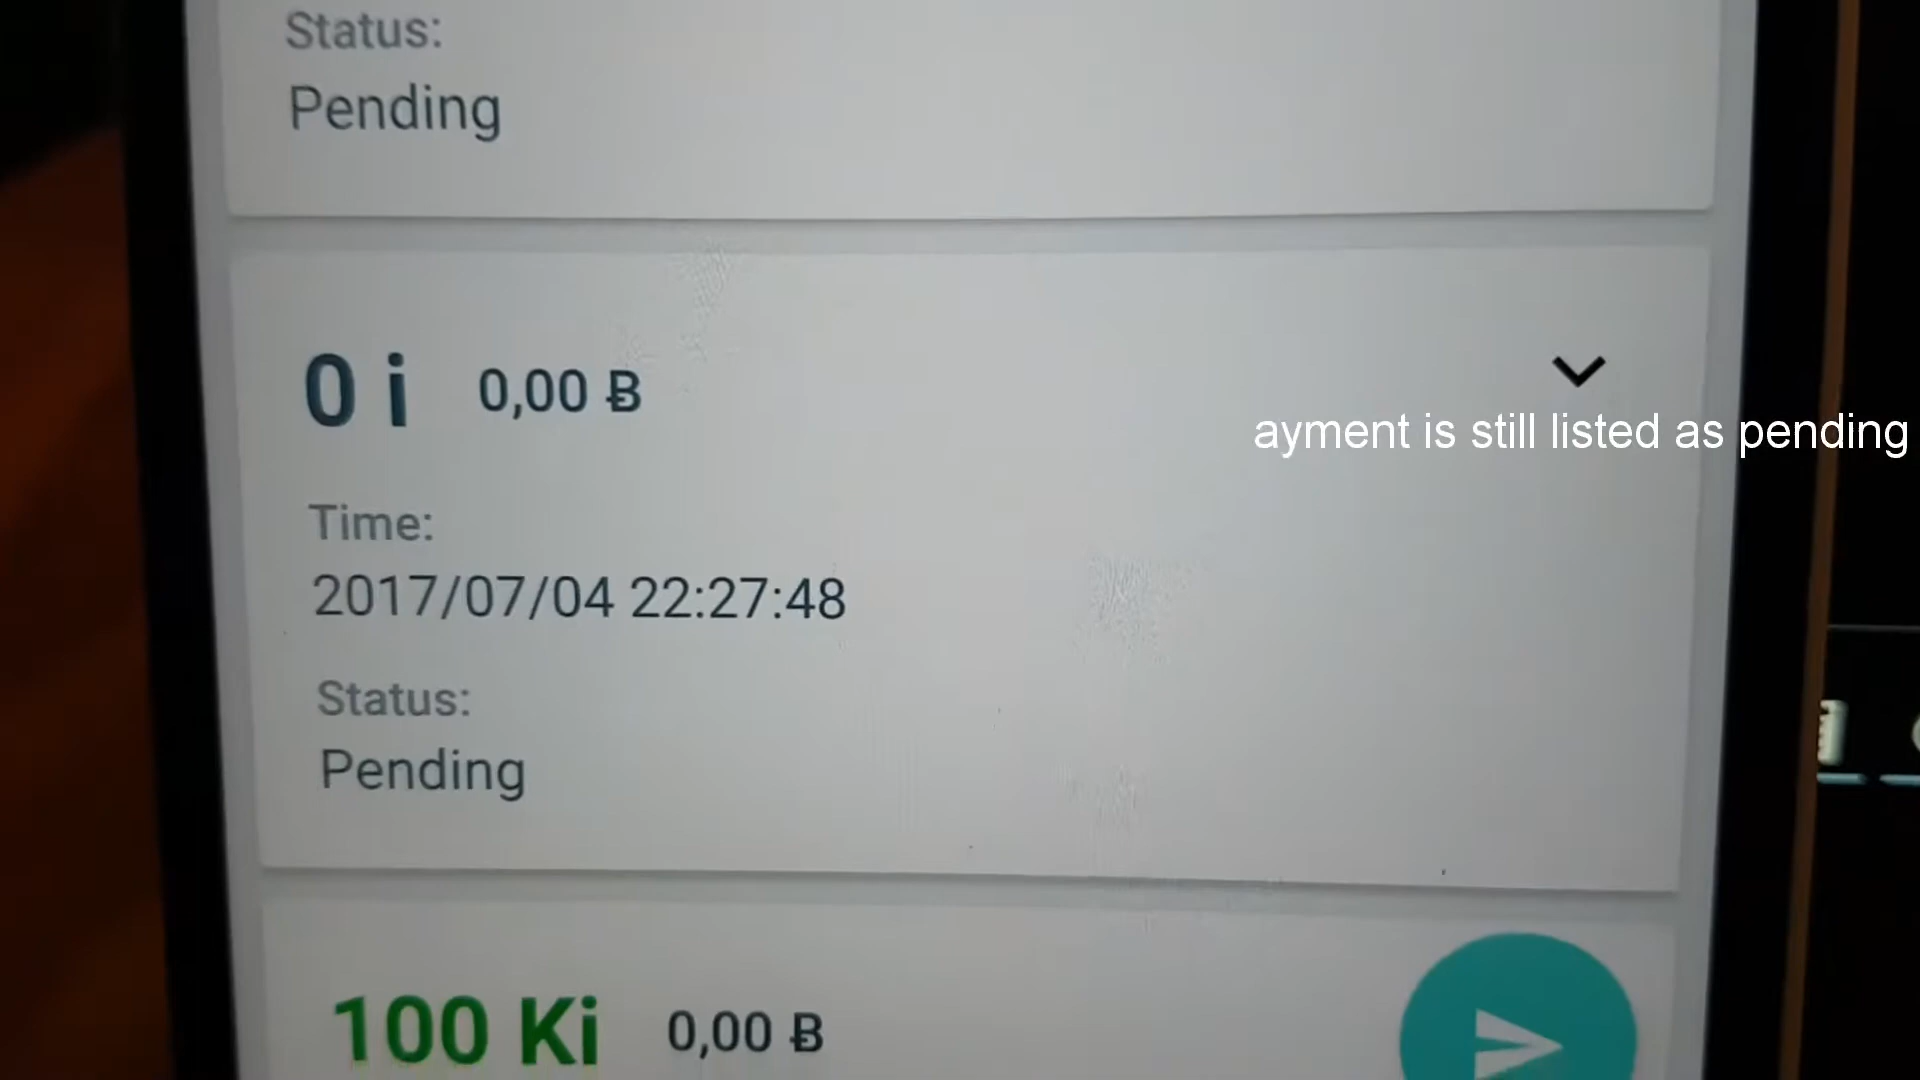 Status:
Pending
0 i 0,00 Ƀ
ayment is still listed as pending
Time:
2017/07/04 22:27:48
Status:
Pending
100 Ki 0,00 Ƀ